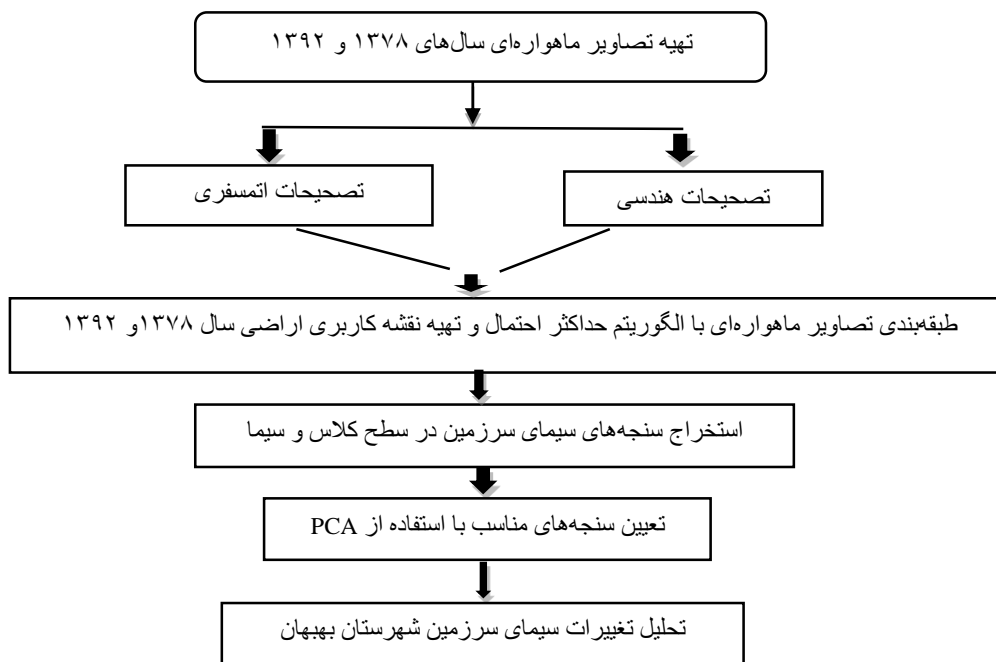 تهیه تصاویر ماهواره‌ای سال‌های ۱۳۷۸ و ۱۳۹۲
تصحیحات هندسی
تصحیحات اتمسفری
طبقه‌بندی تصاویر ماهواره‌ای با الگوریتم حداکثر احتمال و تهیه نقشه کاربری اراضی سال ۱۳۷۸و ۱۳۹۲
استخراج سنجه‌های سیمای سرزمین در سطح کلاس و سیما
تعیین سنجه‌های مناسب با استفاده از PCA
تحلیل تغییرات سیمای سرزمین شهرستان بهبهان